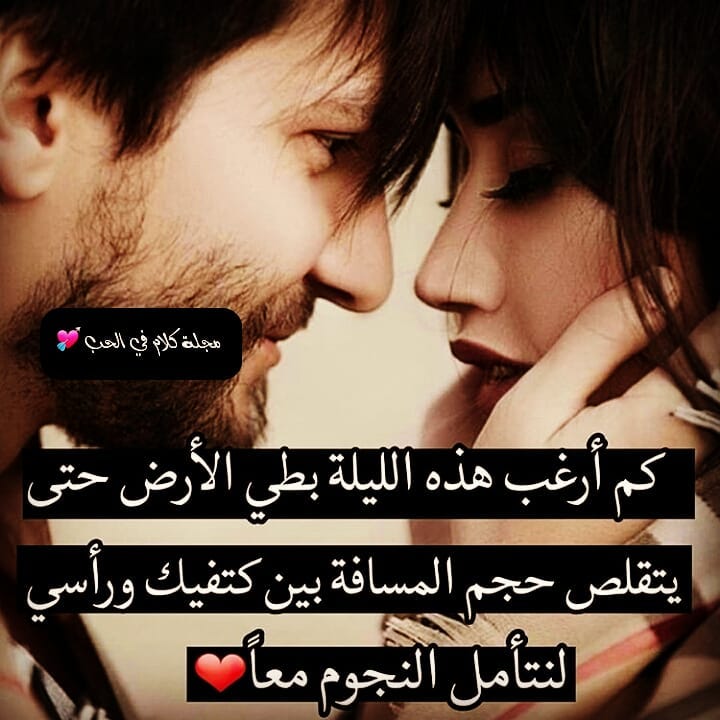 مجلة كلام في الحب 💘
كم أرغب هذه الليلة بطي الأرض حتى
يتقلص حجم المسافة بين كتفيك ورأسي
لنتأمل النجوم معاً❤